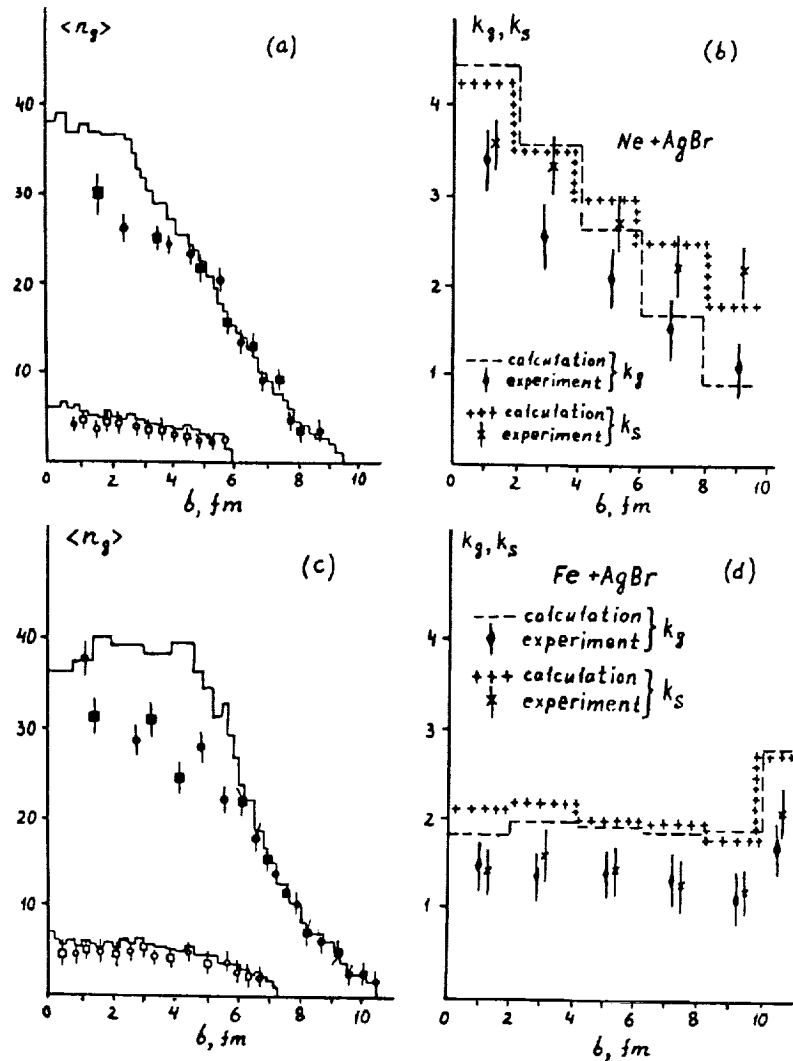 <n_g>
(a)
40
30
20
10
0 2 4 6 8 10
b, fm
k_g, k_s
(b)
4
Ne + AgBr
3
2
1
calculation
experiment } k_g
+++ calculation
experiment } k_s
0 2 4 6 8 10
b, fm
<n_g>
(c)
40
30
20
10
0 2 4 6 8 10
b, fm
k_g, k_s
(d)
Fe + AgBr
calculation
experiment } k_g
4
+++ calculation
experiment } k_s
3
2
1
0 2 4 6 8 10
b, fm